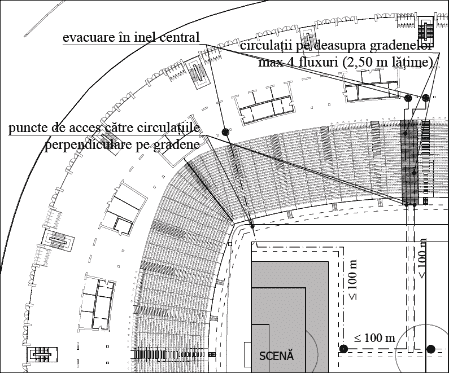 evacuare în inel central
circulații pe deasupra gradenelor
max 4 fluxuri (2,50 m lățime)
puncte de acces către circulațiile
perpendiculare pe gradene
≤ 100 m
≤ 100 m
≤ 100 m
SCENĂ